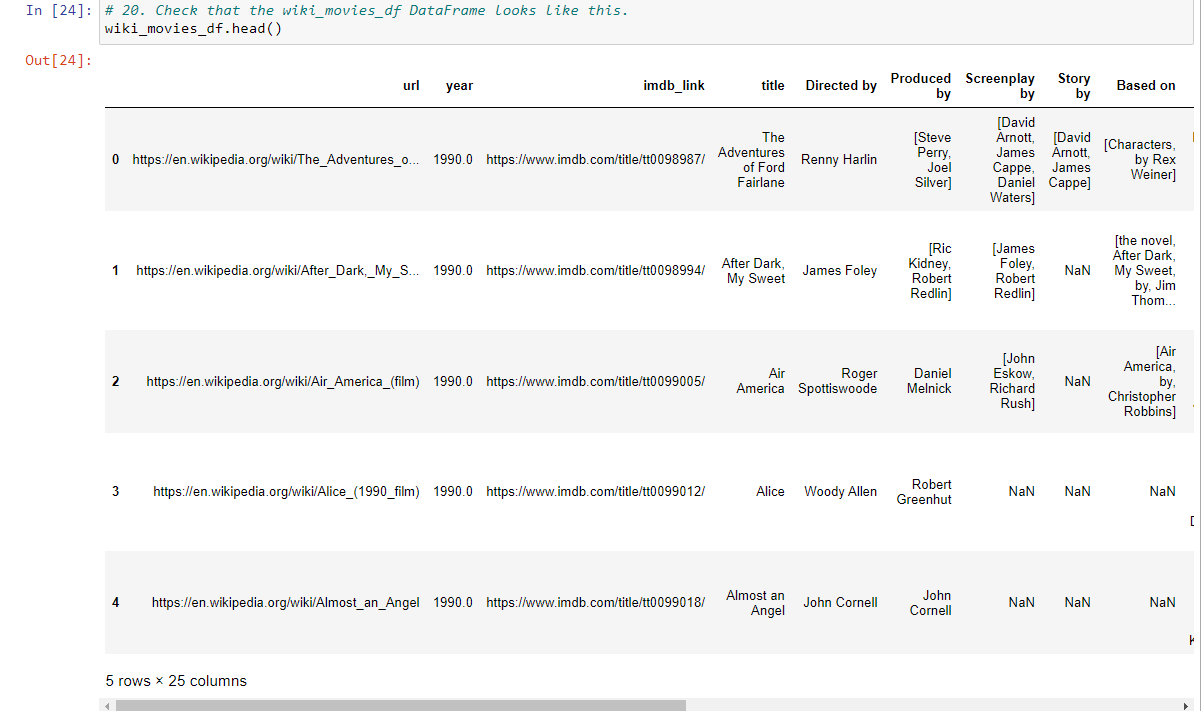 In [24]: # 20. Check that the wiki_movies_df DataFrame looks like this.
wiki_movies_df.head()
Out[24]:
url year imdb_link title Directed by Produced by Screenplay by Story by Based on
0 https://en.wikipedia.org/wiki/The_Adventures_o... 1990.0 https://www.imdb.com/title/tt0098987/ The Adventures of Ford Fairlane Renny Harlin [Steve Perry, Joel Silver] [David Arnott, James Cappe, Daniel Waters] [David Arnott, James Cappe] [Characters, by Rex Weiner]
1 https://en.wikipedia.org/wiki/After_Dark,_My_S... 1990.0 https://www.imdb.com/title/tt0098994/ After Dark, My Sweet James Foley [Ric Kidney, Robert Redlin] [James Foley, Robert Redlin] NaN [the novel, After Dark, My Sweet, by, Jim Thom...
2 https://en.wikipedia.org/wiki/Air_America_(film) 1990.0 https://www.imdb.com/title/tt0099005/ Air America Roger Spottiswoode Daniel Melnick [John Eskow, Richard Rush] NaN [Air America, by, Christopher Robbins]
3 https://en.wikipedia.org/wiki/Alice_(1990_film) 1990.0 https://www.imdb.com/title/tt0099012/ Alice Woody Allen Robert Greenhut NaN NaN NaN
4 https://en.wikipedia.org/wiki/Almost_an_Angel 1990.0 https://www.imdb.com/title/tt0099018/ Almost an Angel John Cornell John Cornell NaN NaN NaN
5 rows × 25 columns